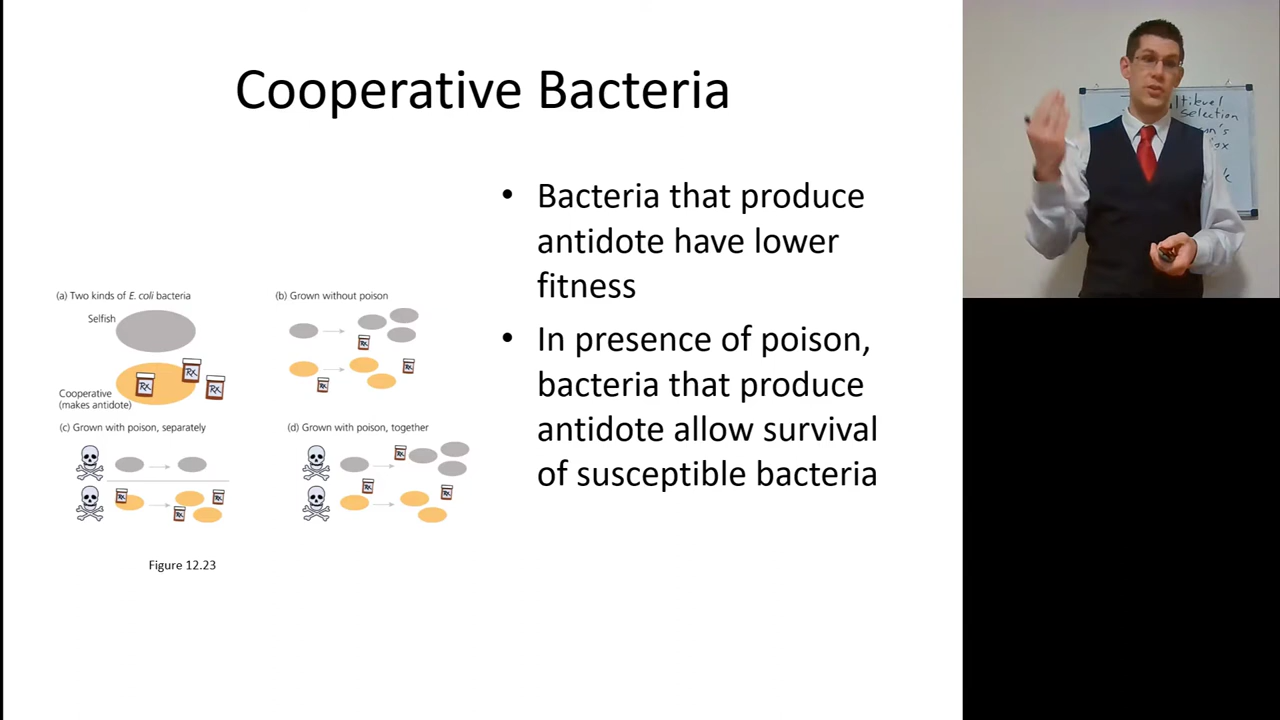 Cooperative Bacteria
• Bacteria that produce
antidote have lower
fitness
• In presence of poison,
bacteria that produce
antidote allow survival
of susceptible bacteria
(a) Two kinds of E. coli bacteria
Selfish
Cooperative
(makes antidote)
(b) Grown without poison
(c) Grown with poison, separately
(d) Grown with poison, together
Figure 12.23
selection